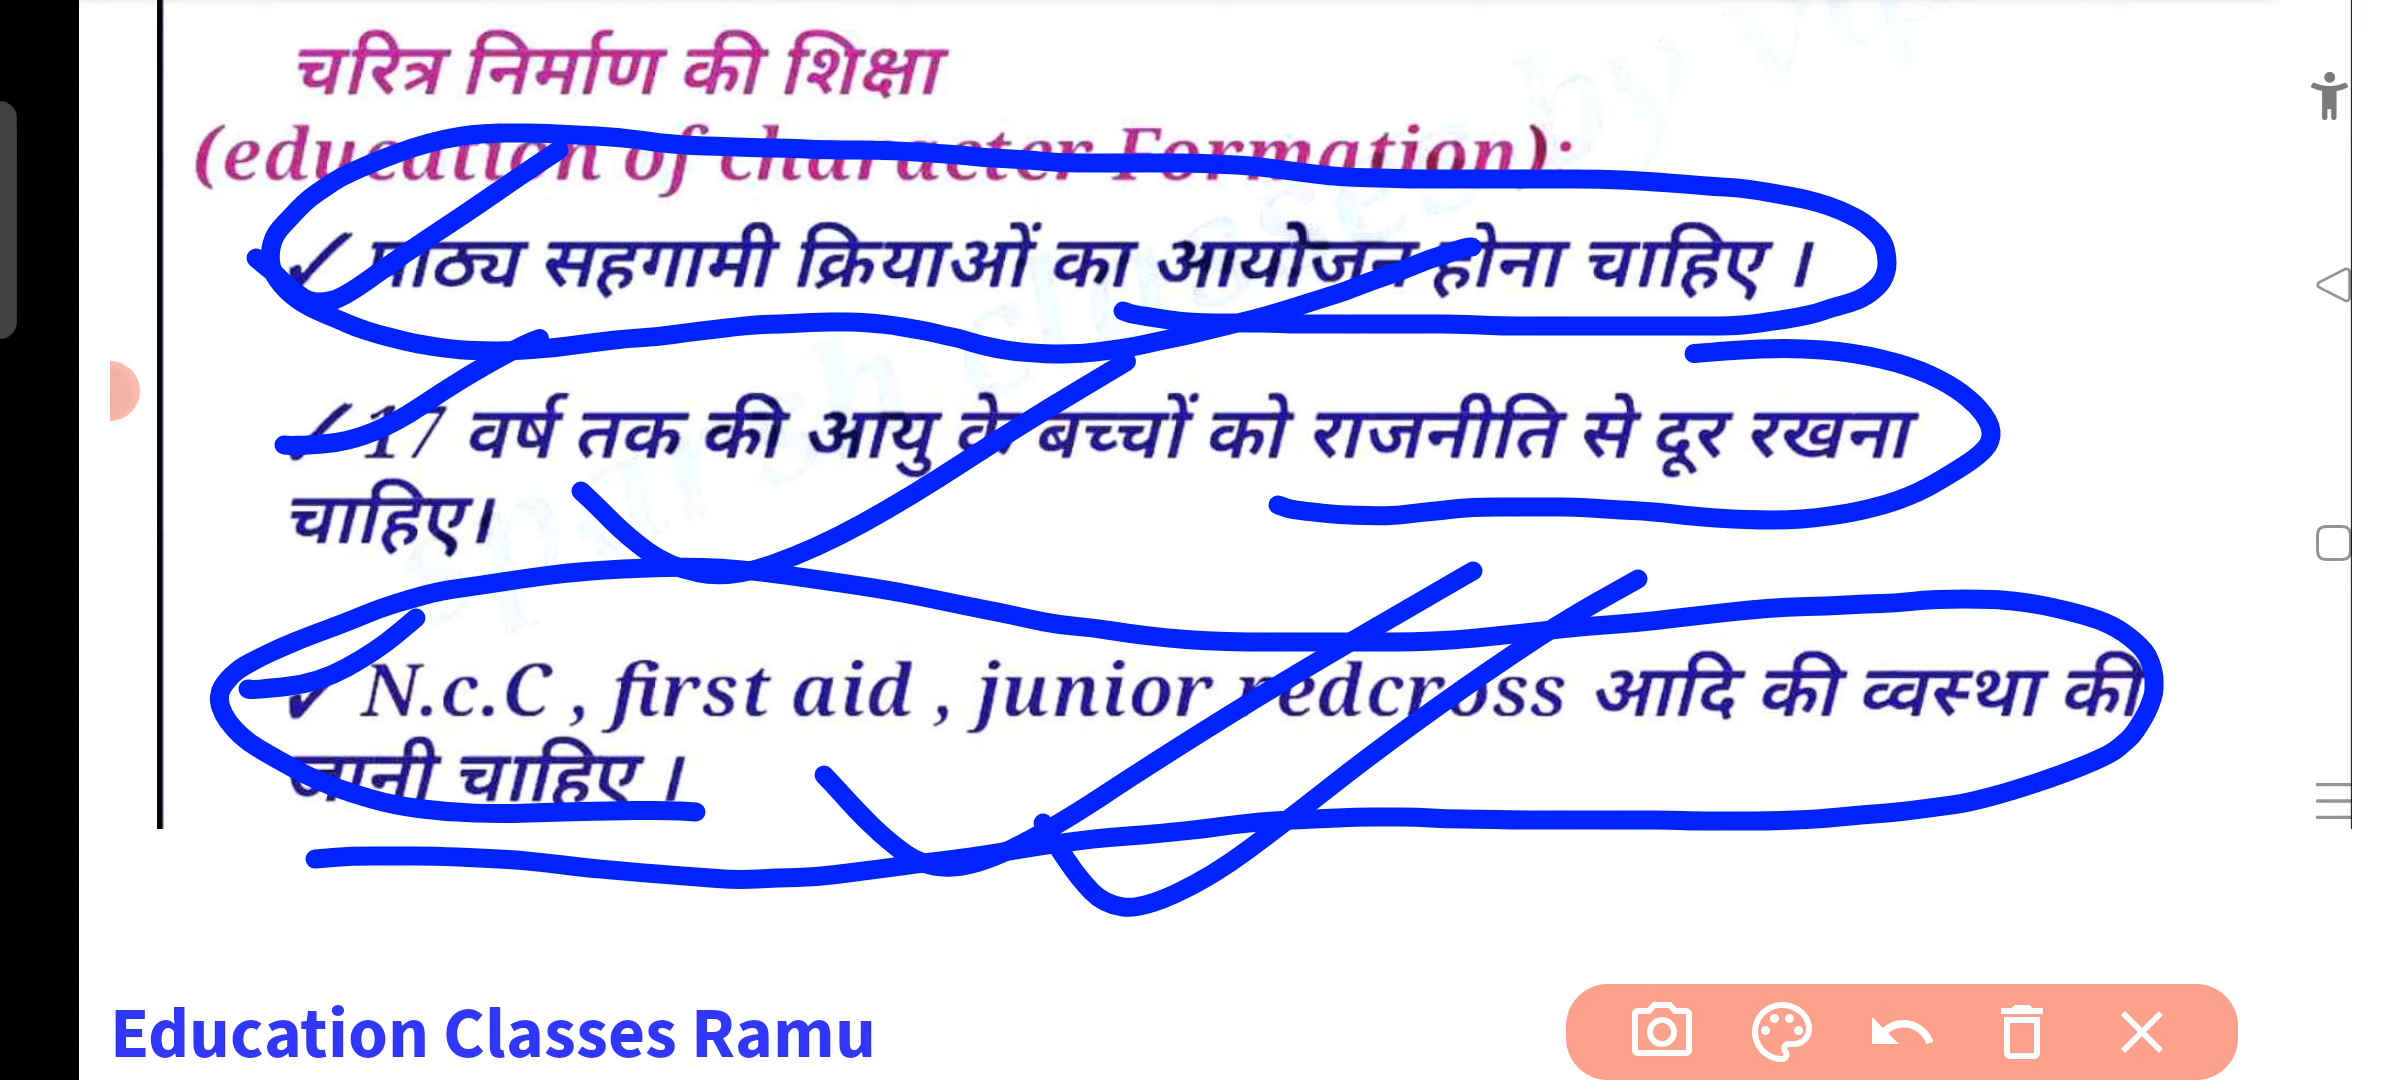 चरित्र निर्माण की शिक्षा
(education of character Formation):
✓ पाठ्य सहगामी क्रियाओं का आयोजन होना चाहिए ।
✓ 17 वर्ष तक की आयु के बच्चों को राजनीति से दूर रखना
चाहिए।
✓ N.c.C , first aid , junior redcross आदि की व्वस्था की
जानी चाहिए ।
Education Classes Ramu